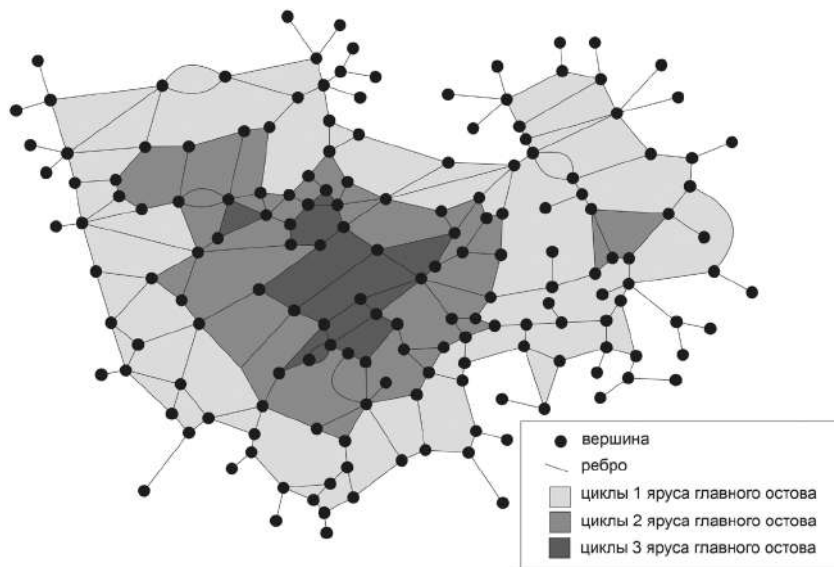 вершина
ребро
циклы 1 яруса главного остова
циклы 2 яруса главного остова
циклы 3 яруса главного остова